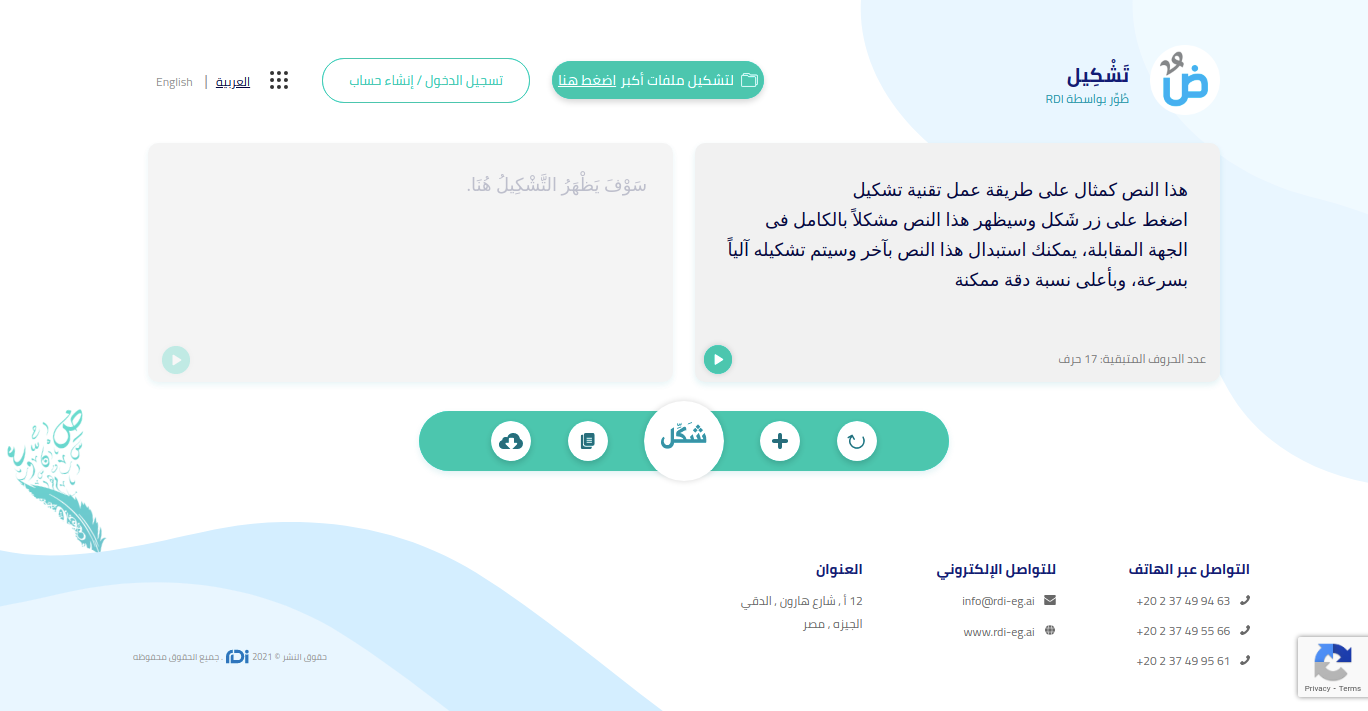 ض
تَشْكِيل
طُوِّر بواسطة RDI
لتشكيل ملفات أكبر اضغط هنا
تسجيل الدخول / إنشاء حساب
العربية | English
هذا النص كمثال على طريقة عمل تقنية تشكيل
اضغط على زر شَكل وسيظهر هذا النص مشكلاً بالكامل فى
الجهة المقابلة، يمكنك استبدال هذا النص بآخر وسيتم تشكيله آلياً
بسرعة، وبأعلى نسبة دقة ممكنة
عدد الحروف المتبقية: 17 حرف
سَوْفَ يَظْهَرُ التَّشْكِيلُ هُنَا.
شَكِّل
التواصل عبر الهاتف
+20 2 37 49 94 63
+20 2 37 49 55 66
+20 2 37 49 95 61
للتواصل الإلكتروني
info@rdi-eg.ai
www.rdi-eg.ai
العنوان
12 أ , شارع هارون , الدقي
الجيزه , مصر
حقوق النشر © 2021 RDI . جميع الحقوق محفوظه
Privacy - Terms